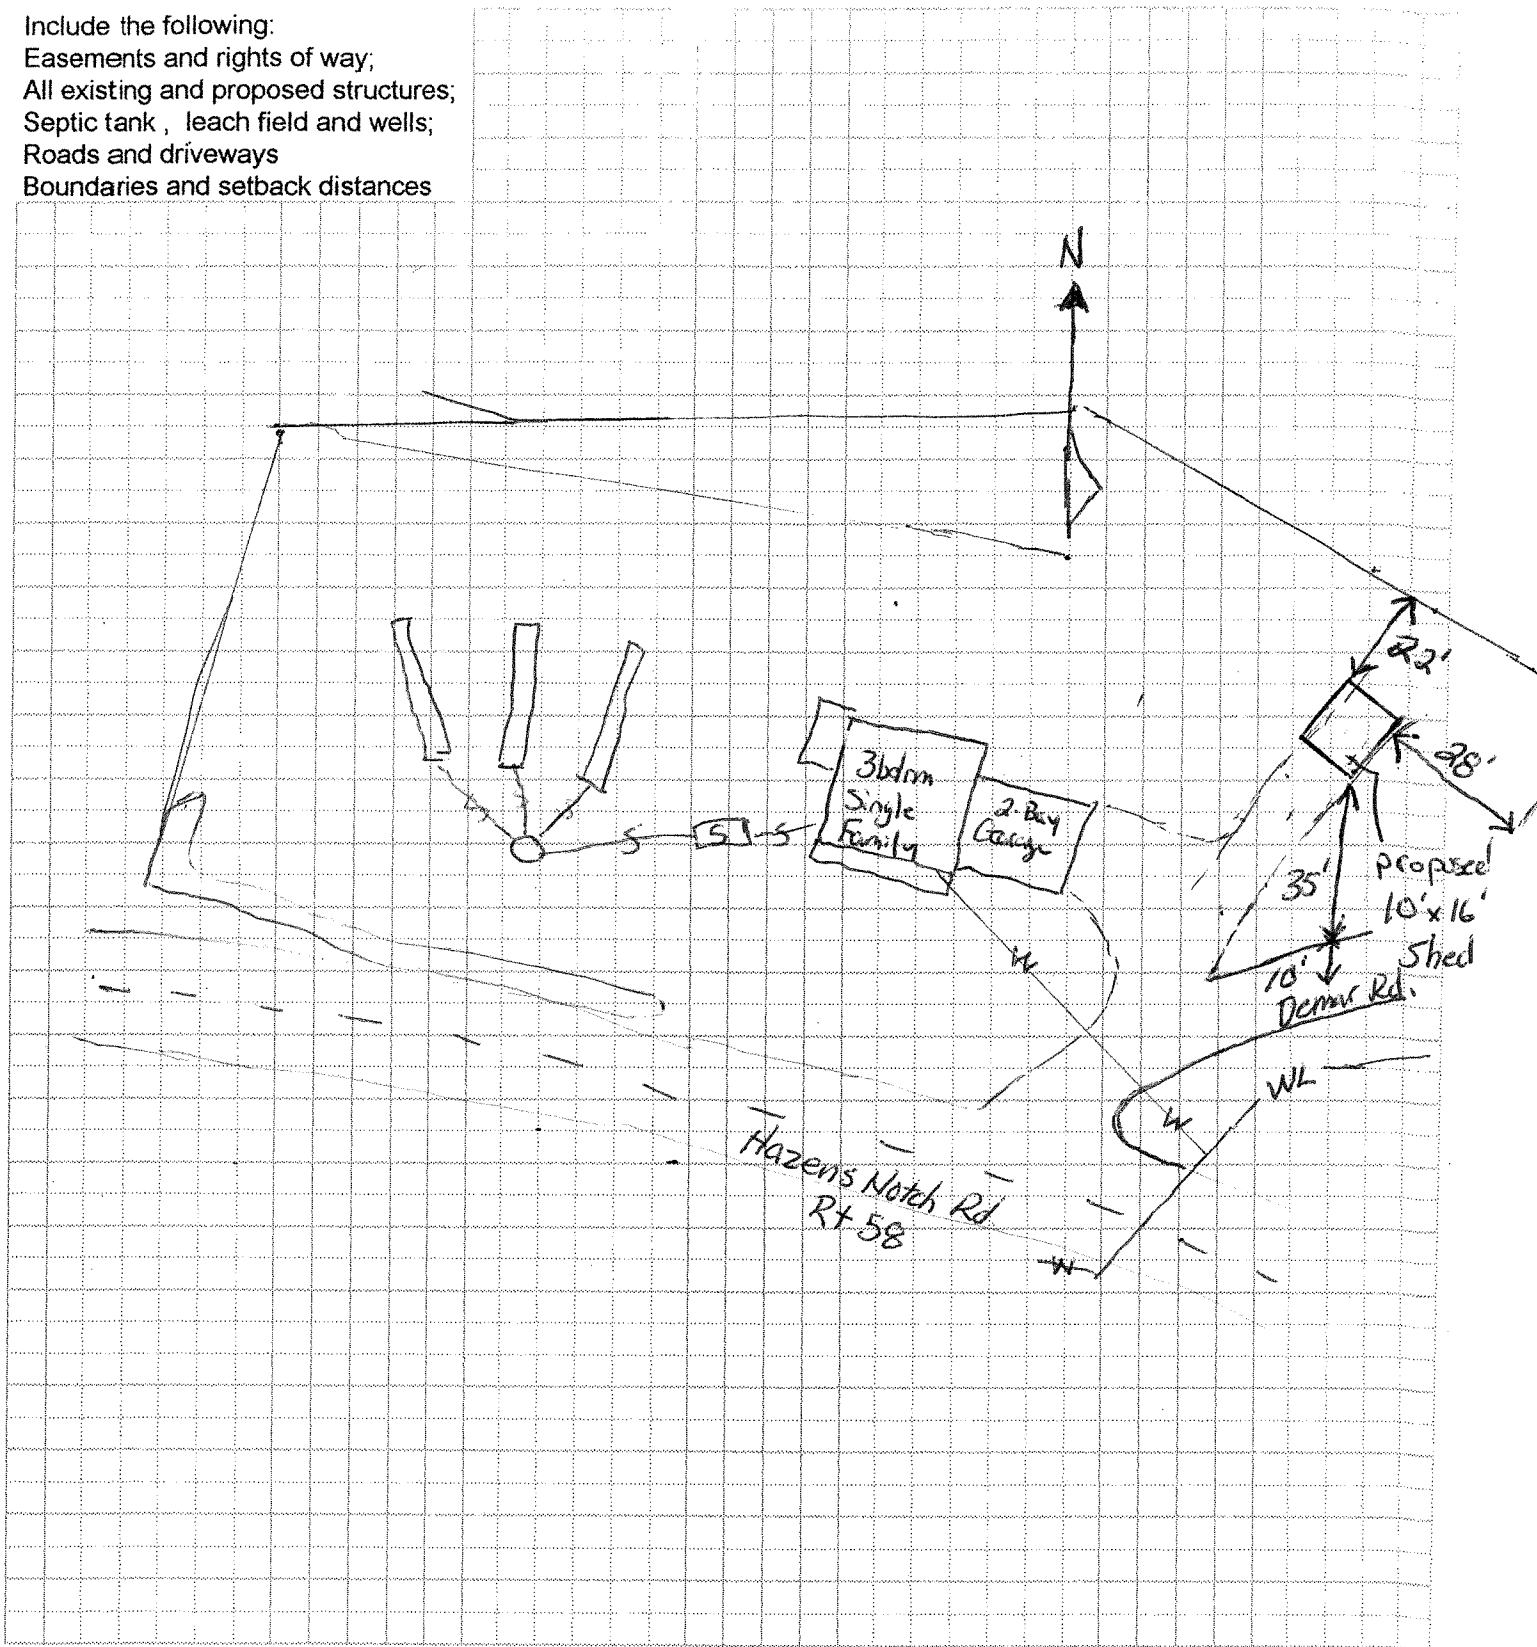 Include the following:
Easements and rights of way;
All existing and proposed structures;
Septic tank , leach field and wells;
Roads and driveways
Boundaries and setback distances
N
22'
28'
3bdrm
Single
Family
2-Bay
Garage
S
S
S
35'
proposed
10'x16'
Shed
10'
Rd.
W
W
WL
Hazens Notch Rd
Rt 58
W